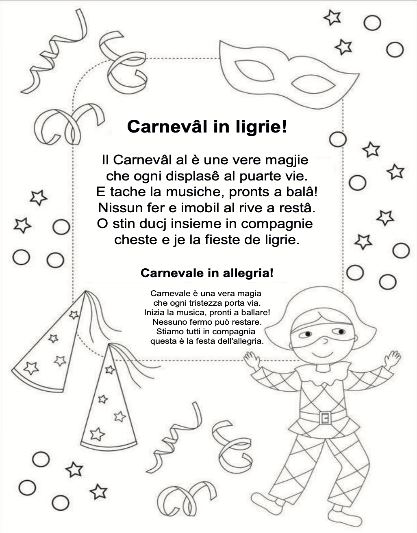 Carnevâl in ligrie!
Il Carnevâl al è une vere magjie
che ogni displasê al puarte vie.
E tache la musiche, pronts a balâ!
Nissun fer e imobil al rive a restâ.
O stin ducj insieme in compagnie
cheste e je la fieste de ligrie.
Carnevale in allegria!
Carnevale è una vera magia
che ogni tristezza porta via.
Inizia la musica, pronti a ballare!
Nessuno fermo può restare.
Stiamo tutti in compagnia
questa è la festa dell'allegria.